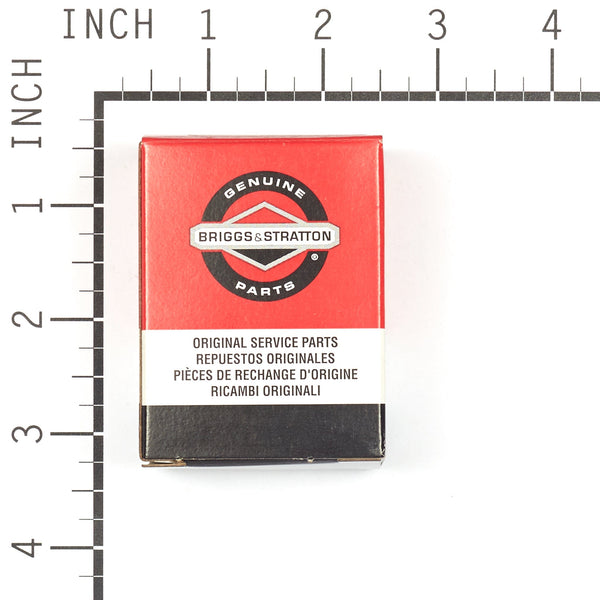 INCH 1 2 3 4
INCH 1 2 3 4
GENUINE
BRIGGS&STRATTON
®
PARTS
ORIGINAL SERVICE PARTS
REPUESTOS ORIGINALES
PIÈCES DE RECHANGE D'ORIGINE
RICAMBI ORIGINALI